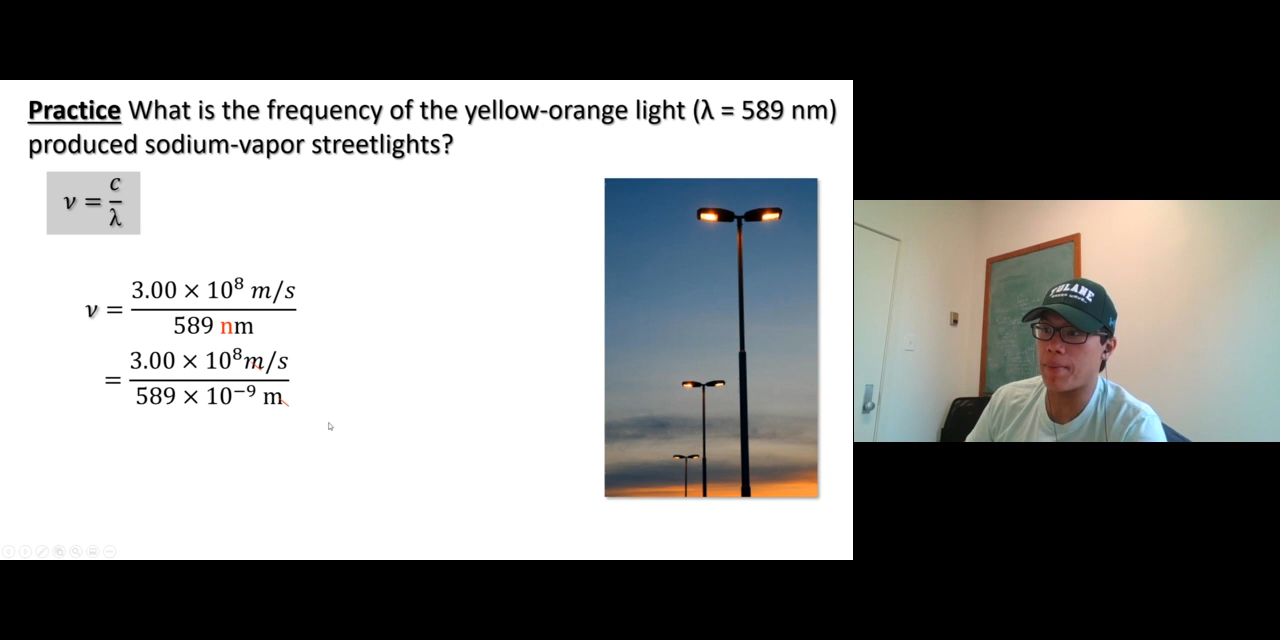 Practice What is the frequency of the yellow-orange light (λ = 589 nm)
produced sodium-vapor streetlights?
ν = c/λ
ν = 3.00 × 10⁸ m/s / 589 nm
= 3.00 × 10⁸ m/s / 589 × 10⁻⁹ m
TULANE